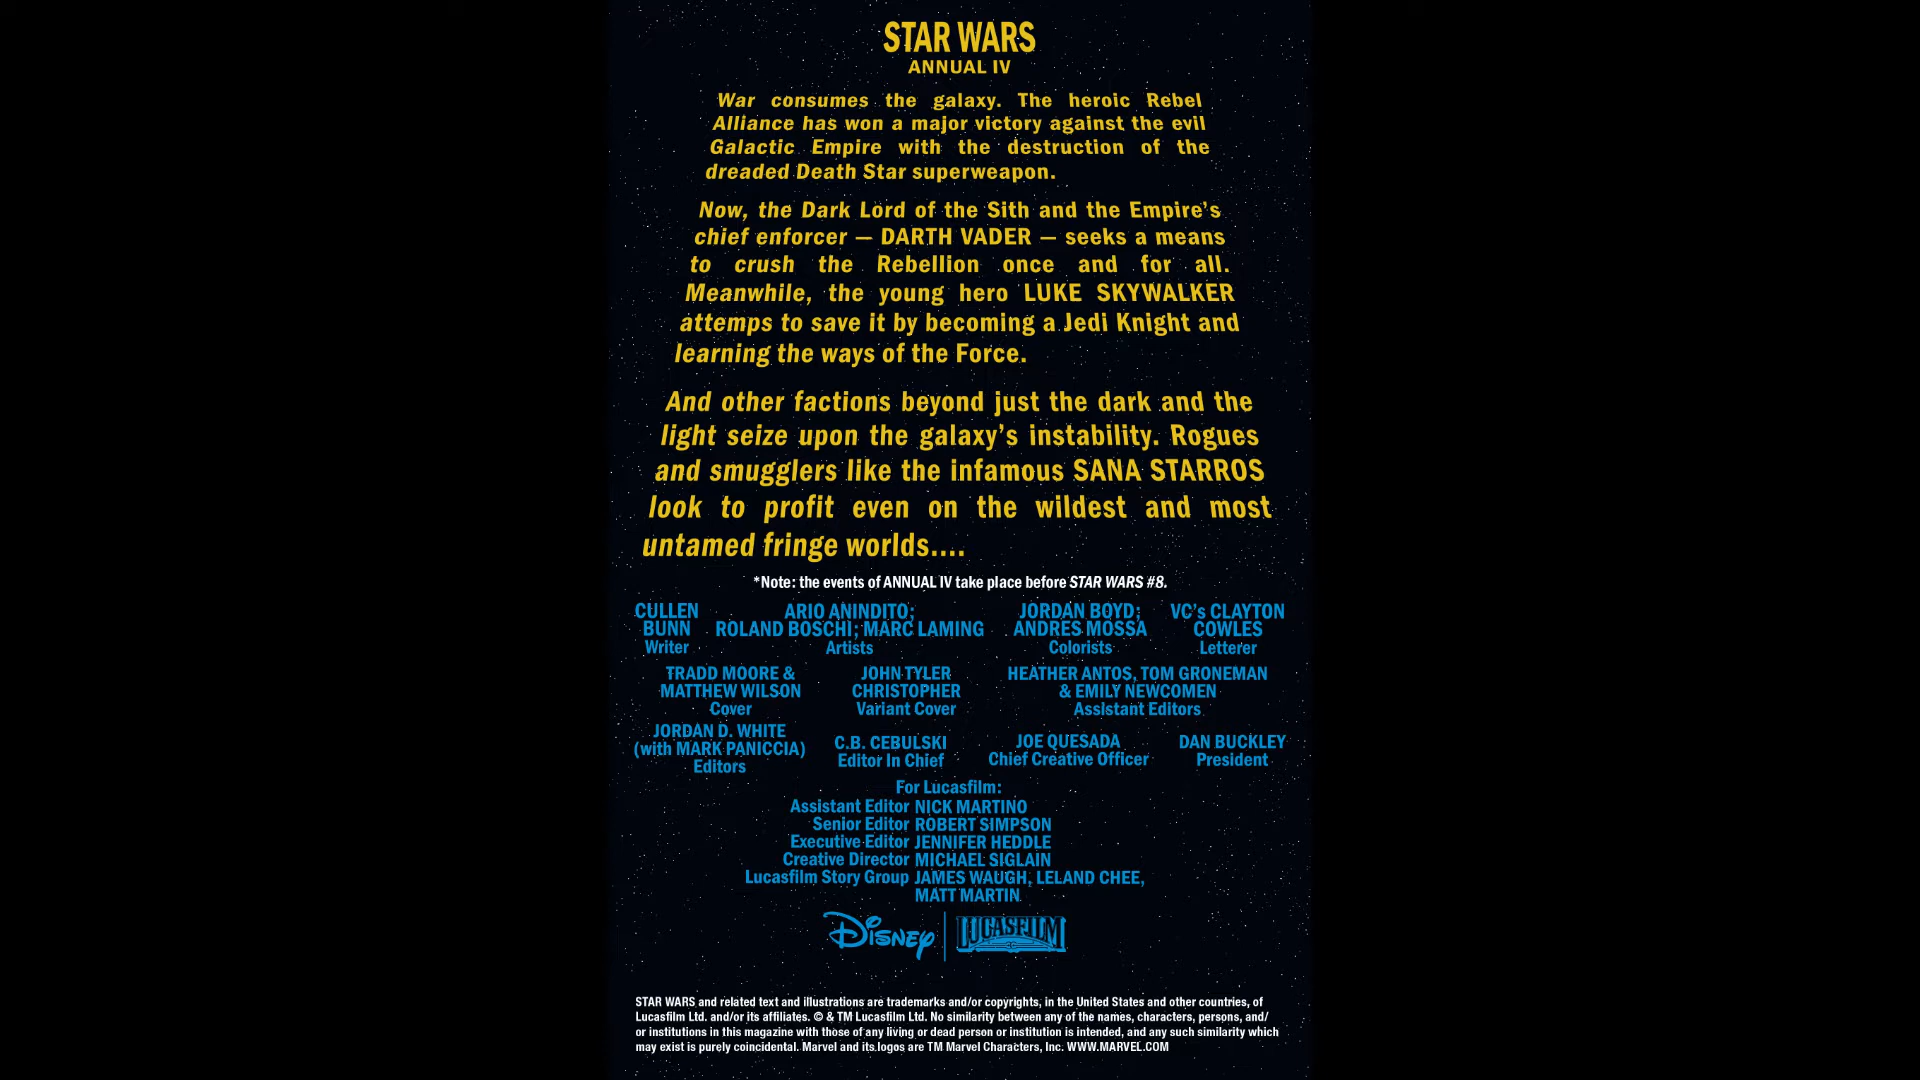 STAR WARS
ANNUAL IV
War consumes the galaxy. The heroic Rebel
Alliance has won a major victory against the evil
Galactic Empire with the destruction of the
dreaded Death Star superweapon.
Now, the Dark Lord of the Sith and the Empire's
chief enforcer — DARTH VADER — seeks a means
to crush the Rebellion once and for all.
Meanwhile, the young hero LUKE SKYWALKER
attemps to save it by becoming a Jedi Knight and
learning the ways of the Force.
And other factions beyond just the dark and the
light seize upon the galaxy's instability. Rogues
and smugglers like the infamous SANA STARROS
look to profit even on the wildest and most
untamed fringe worlds....
*Note: the events of ANNUAL IV take place before STAR WARS #8.
CULLEN
BUNN
Writer
ARIO ANINDITO;
ROLAND BOSCHI; MARC LAMING
Artists
JORDAN BOYD;
ANDRES MOSSA
Colorists
VC's CLAYTON
COWLES
Letterer
TRADD MOORE &
MATTHEW WILSON
Cover
JOHN TYLER
CHRISTOPHER
Variant Cover
HEATHER ANTOS, TOM GRONEMAN
& EMILY NEWCOMEN
Assistant Editors
JORDAN D. WHITE
(with MARK PANICCIA)
Editors
C.B. CEBULSKI
Editor In Chief
JOE QUESADA
Chief Creative Officer
DAN BUCKLEY
President
For Lucasfilm:
Assistant Editor NICK MARTINO
Senior Editor ROBERT SIMPSON
Executive Editor JENNIFER HEDDLE
Creative Director MICHAEL SIGLAIN
Lucasfilm Story Group JAMES WAUGH, LELAND CHEE,
MATT MARTIN
DISNEY LUCASFILM
STAR WARS and related text and illustrations are trademarks and/or copyrights, in the United States and other countries, of
Lucasfilm Ltd. and/or its affiliates. © & TM Lucasfilm Ltd. No similarity between any of the names, characters, persons, and/
or institutions in this magazine with those of any living or dead person or institution is intended, and any such similarity which
may exist is purely coincidental. Marvel and its logos are TM Marvel Characters, Inc. WWW.MARVEL.COM